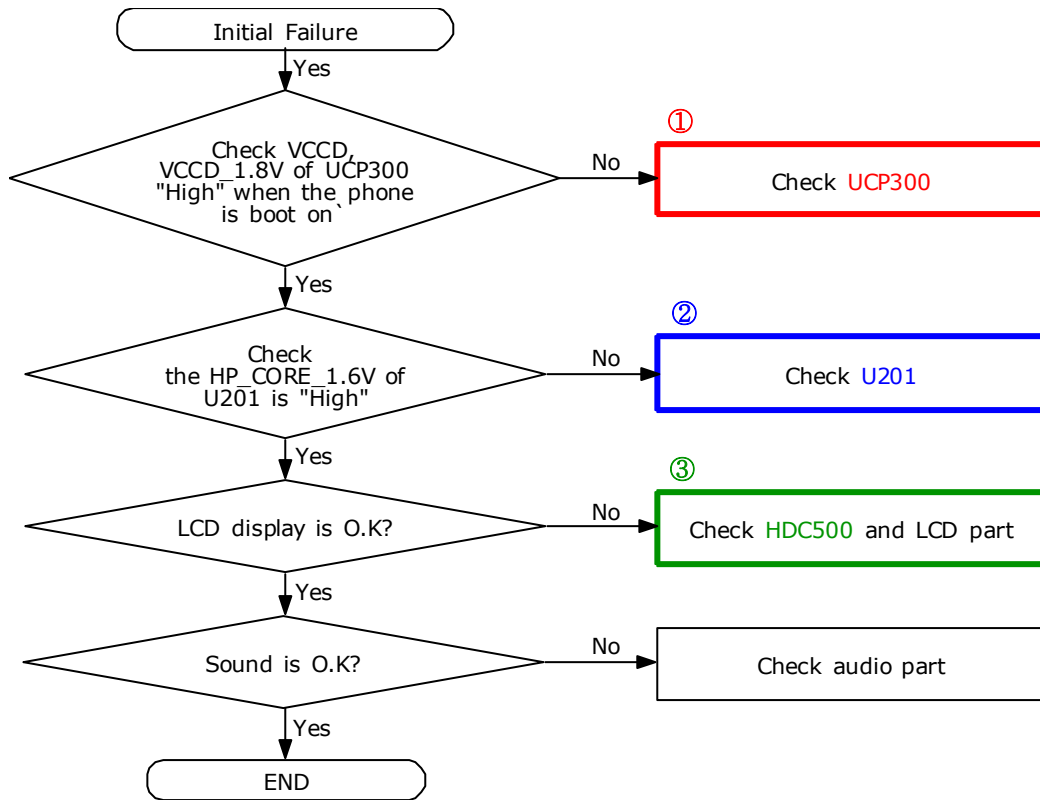 Initial Failure
Yes
①
Check VCCD,
VCCD_1.8V of UCP300
"High" when the phone
is boot on`
No
Check UCP300
Yes
②
Check
the HP_CORE_1.6V of
U201 is "High"
No
Check U201
Yes
③
LCD display is O.K?
No
Check HDC500 and LCD part
Yes
Sound is O.K?
No
Check audio part
Yes
END